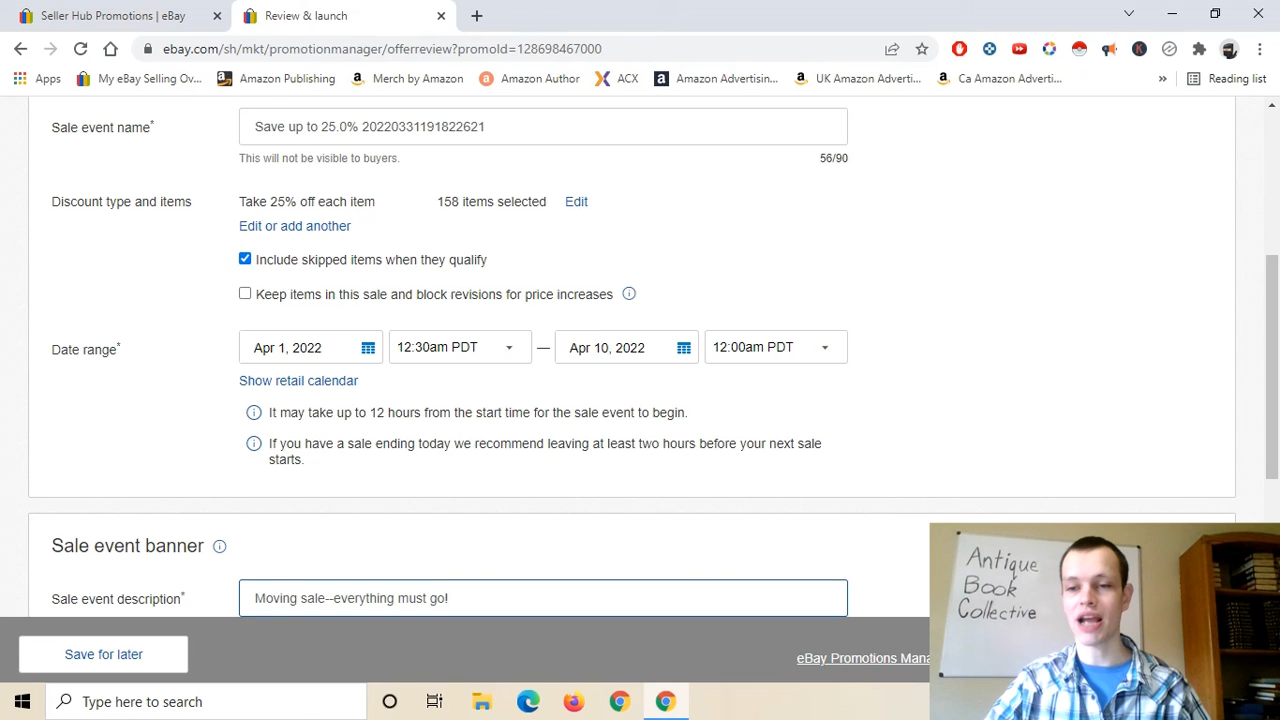 Seller Hub Promotions | eBay
Review & launch
ebay.com/sh/mkt/promotionmanager/offerreview?promoId=128698467000
Apps
My eBay Selling Ov...
Amazon Publishing
Merch by Amazon
Amazon Author
ACX
Amazon Advertisin...
UK Amazon Adverti...
Ca Amazon Adverti...
»
Reading list
Sale event name*
Save up to 25.0% 20220331191822621
This will not be visible to buyers.
56/90
Discount type and items
Take 25% off each item
158 items selected
Edit
Edit or add another
Include skipped items when they qualify
Keep items in this sale and block revisions for price increases
Date range*
Apr 1, 2022
12:30am PDT
—
Apr 10, 2022
12:00am PDT
Show retail calendar
It may take up to 12 hours from the start time for the sale event to begin.
If you have a sale ending today we recommend leaving at least two hours before your next sale
starts.
Sale event banner
Sale event description*
Moving sale--everything must go!
Save for later
eBay Promotions Mana
Antique
Book
Collective
Type here to search